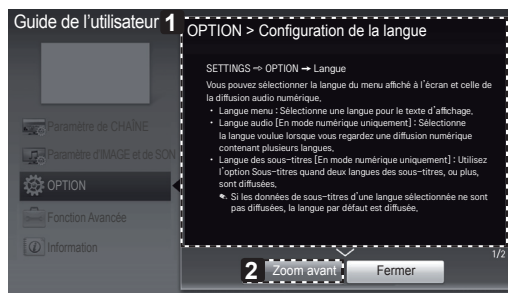 Guide de l'utilisateur
1
OPTION > Configuration de la langue
SETTINGS ⇨ OPTION ➞ Langue
Vous pouvez sélectionner la langue du menu affiché à l'écran et celle de
la diffusion audio numérique.
• Langue menu : Sélectionne une langue pour le texte d'affichage.
• Langue audio [En mode numérique uniquement] : Sélectionne
la langue voulue lorsque vous regardez une diffusion numérique
contenant plusieurs langues.
• Langue des sous-titres [En mode numérique uniquement] : Utilisez
l'option Sous-titres quand deux langues des sous-titres, ou plus,
sont diffusées.
✎ Si les données de sous-titres d'une langue sélectionnée ne sont
pas diffusées, la langue par défaut est diffusée.
Paramètre de CHAÎNE
Paramètre d'IMAGE et de SON
OPTION
Fonction Avancée
Information
1/2
2
Zoom avant
Fermer